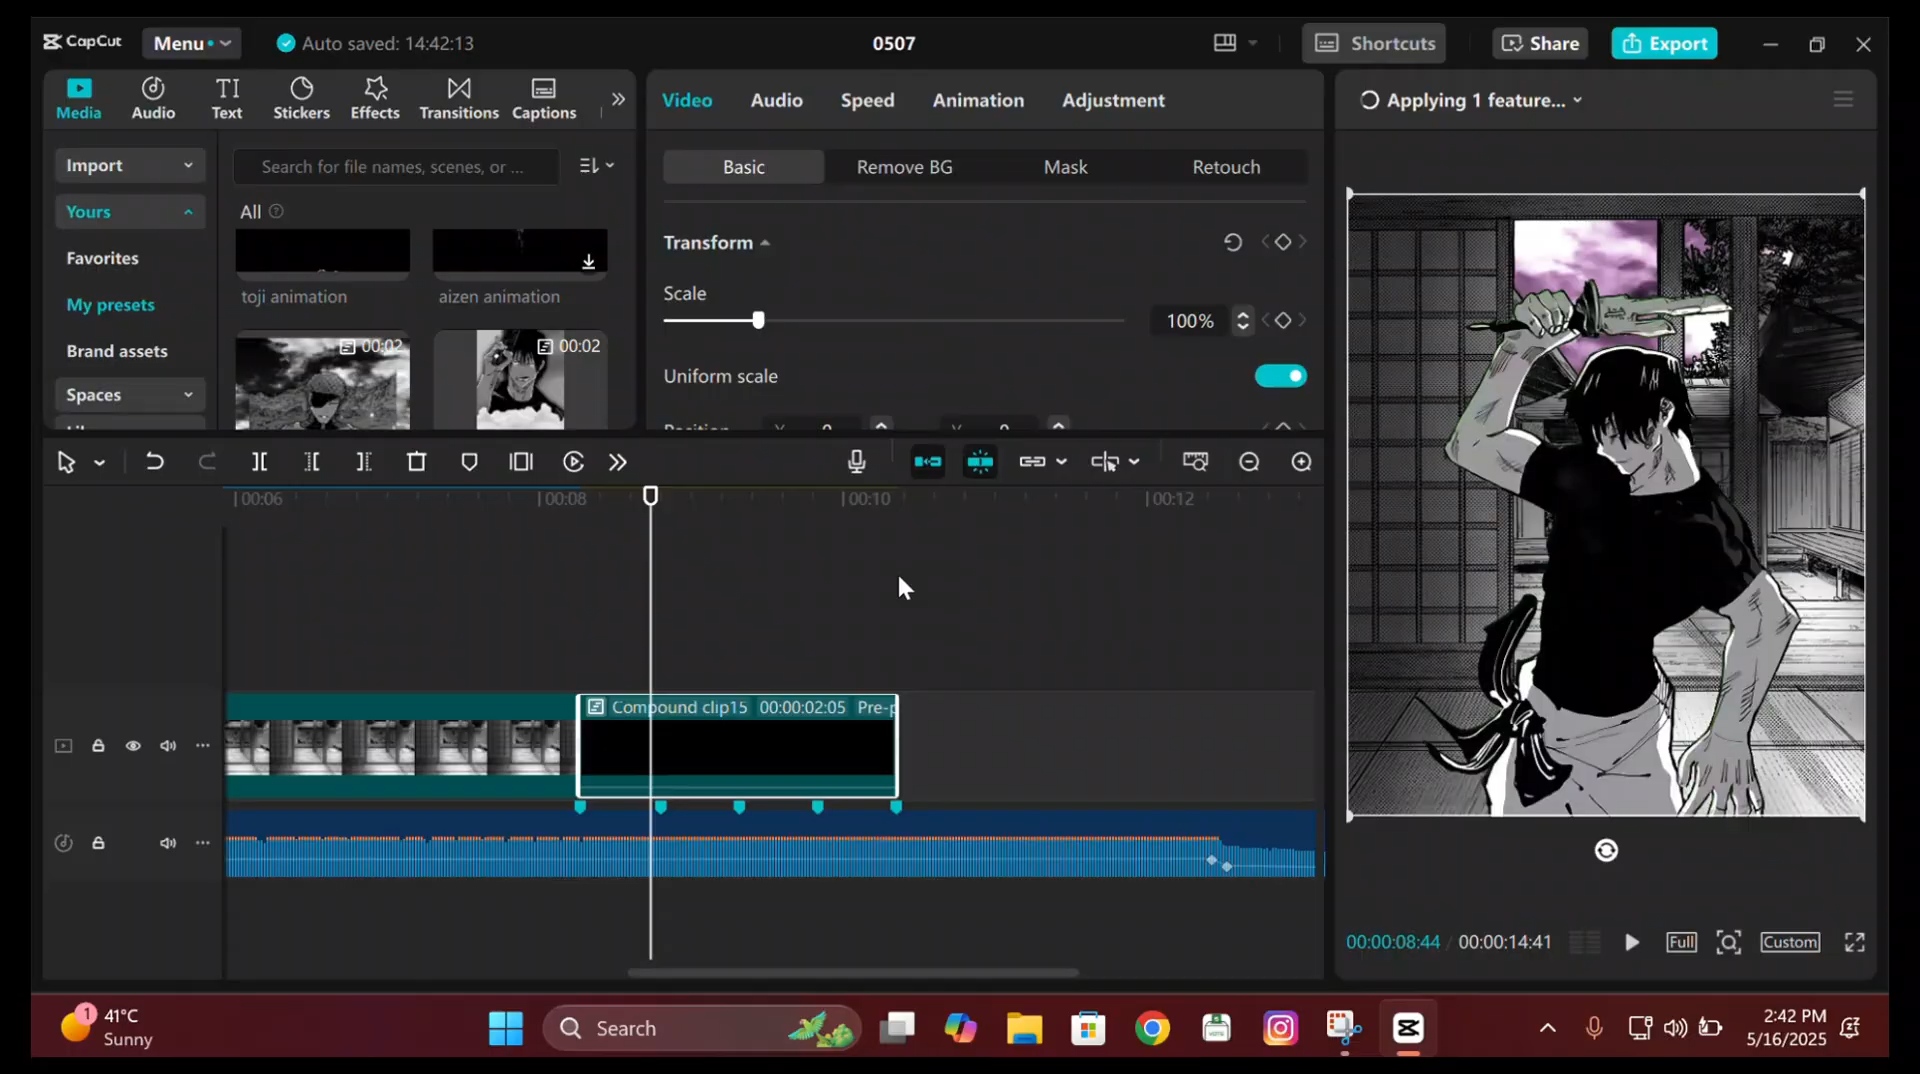 CapCut
Menu
Auto saved: 14:42:13
0507
Shortcuts
Share
Export
Media
Audio
Text
Stickers
Effects
Transitions
Captions
Video
Audio
Speed
Animation
Adjustment
Applying 1 feature...
Import
Search for file names, scenes, or ...
Basic
Remove BG
Mask
Retouch
Yours
All
Favorites
toji animation
aizen animation
My presets
Brand assets
00:02
00:02
Spaces
Transform
Scale
100%
Uniform scale
00:06
00:08
00:10
00:12
Compound clip15 00:00:02:05 Pre-p
00:00:08:44 / 00:00:14:41
Full
Custom
1
41°C
Sunny
Search
2:42 PM
5/16/2025